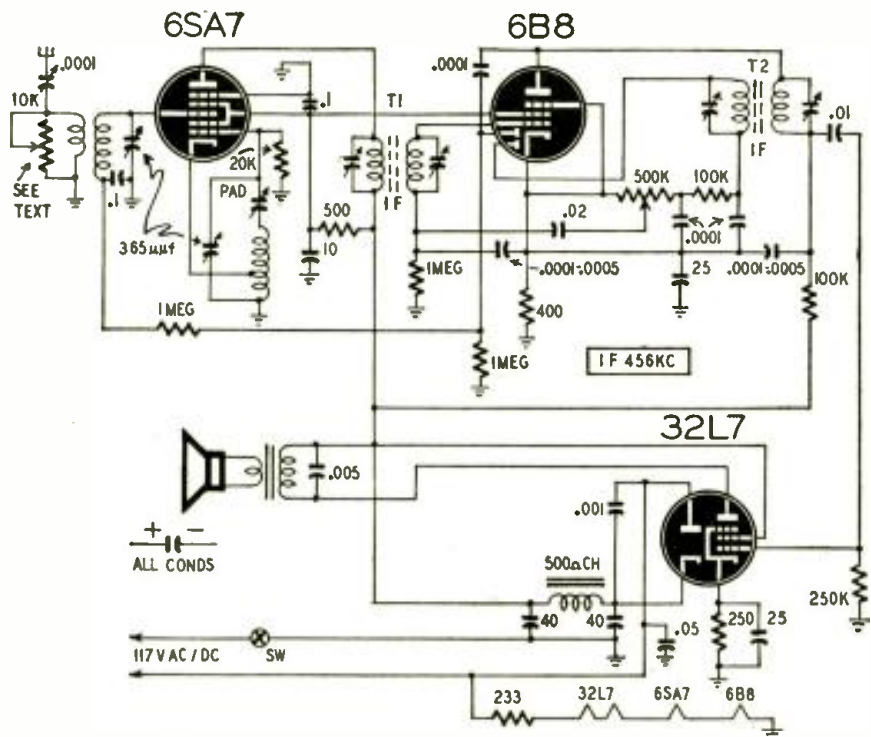 6SA7
6B8
.0001
10K
SEE
TEXT
.1
365µµf
20K
PAD
.1
500
10
T1
IF
1MEG
.0001
1MEG
.02
-.0001-.0005
400
1MEG
500K
100K
.0001
25
.0001-.0005
T2
IF
.01
100K
IF 456KC
32L7
.005
+ -
ALL CONDS
.001
500Ω CH
40
40
.05
250
25
250K
117V AC / DC
SW
233
32L7
6SA7
6B8